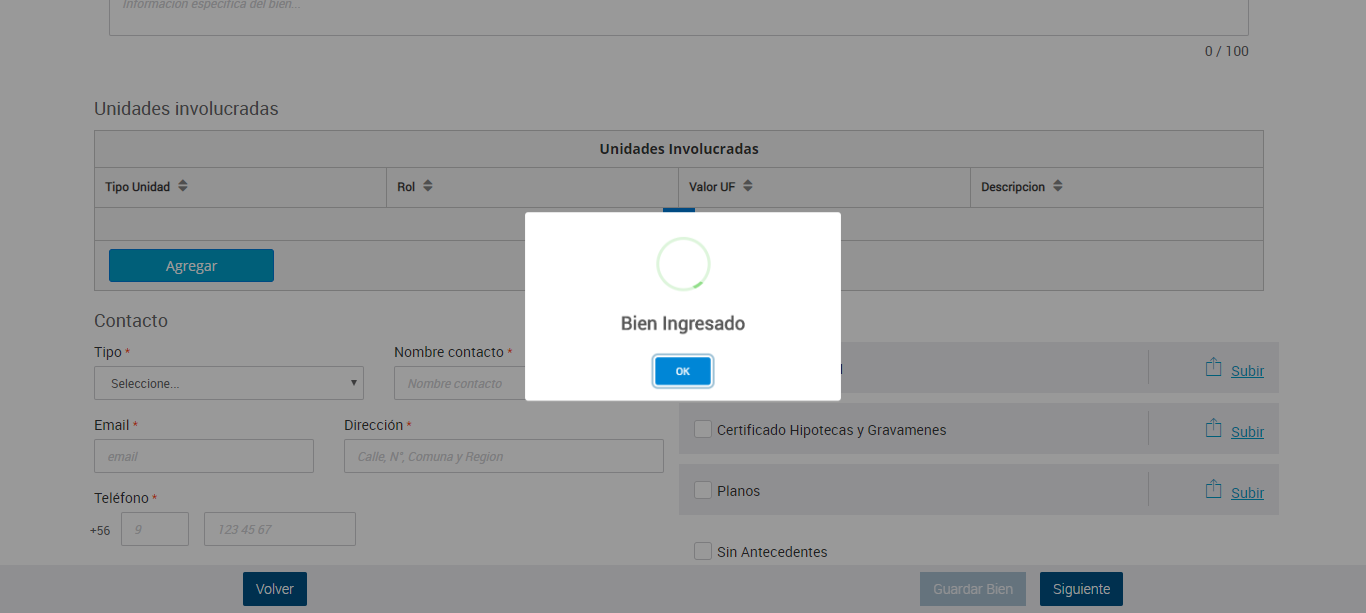 Información especifica del bien...
0 / 100
Unidades involucradas
Unidades Involucradas
Tipo Unidad Rol Valor UF Descripcion
Agregar
Bien Ingresado
OK
Contacto
Tipo *
Nombre contacto *
Seleccione...
Nombre contacto
Subir
Email *
Dirección *
email
Calle, N°, Comuna y Region
Certificado Hipotecas y Gravamenes
Subir
Teléfono *
+56 9 123 45 67
Planos
Subir
Sin Antecedentes
Volver
Guardar Bien
Siguiente